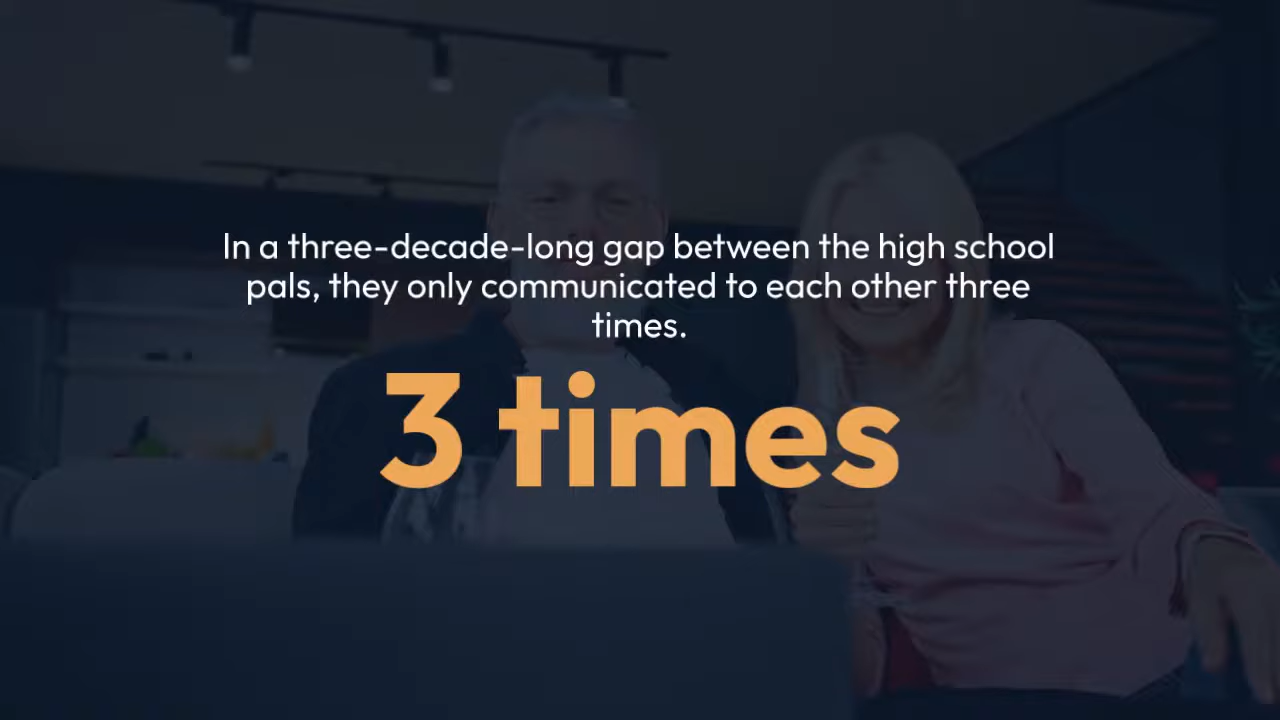 In a three-decade-long gap between the high school
pals, they only communicated to each other three
times.
3 times